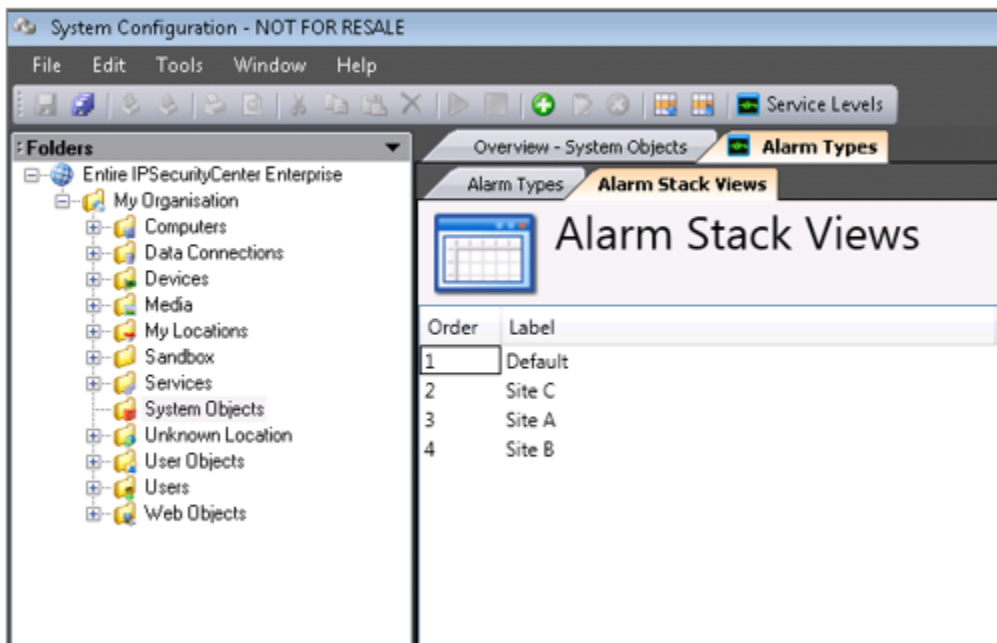 System Configuration - NOT FOR RESALE
File Edit Tools Window Help
Service Levels
Folders
Overview - System Objects Alarm Types
Entire IPSecurityCenter Enterprise
My Organisation
Computers
Data Connections
Devices
Media
My Locations
Sandbox
Services
System Objects
Unknown Location
User Objects
Users
Web Objects
Alarm Types Alarm Stack Views
Alarm Stack Views
Order Label
1 Default
2 Site C
3 Site A
4 Site B